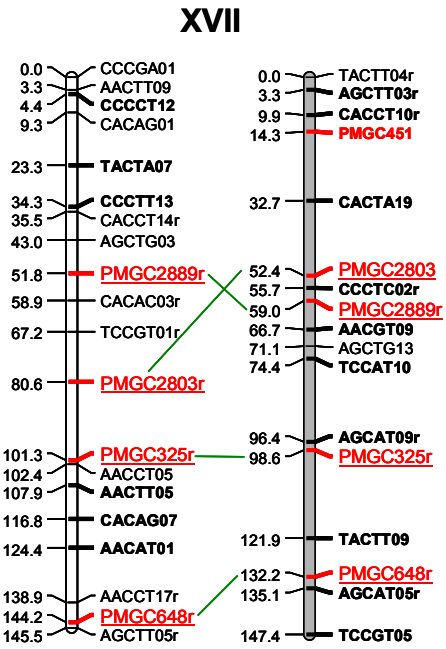 XVII
0.0 CCCGA01
3.3 AACTT09
4.4 CCCCT12
9.3 CACAG01
23.3 TACTA07
34.3 CCCTT13
35.5 CACCT14r
43.0 AGCTG03
51.8 PMGC2889r
58.9 CACAC03r
67.2 TCCGT01r
80.6 PMGC2803r
101.3 PMGC325r
102.4 AACCT05
107.9 AACTT05
116.8 CACAG07
124.4 AACAT01
138.9 AACCT17r
144.2 PMGC648r
145.5 AGCTT05r
0.0 TACTT04r
3.3 AGCTT03r
9.9 CACCT10r
14.3 PMGC451
32.7 CACTA19
52.4 PMGC2803
55.7 CCCTC02r
59.0 PMGC2889r
66.7 AACGT09
71.1 AGCTG13
74.4 TCCAT10
96.4 AGCAT09r
98.6 PMGC325r
121.9 TACTT09
132.2 PMGC648r
135.1 AGCAT05r
147.4 TCCGT05